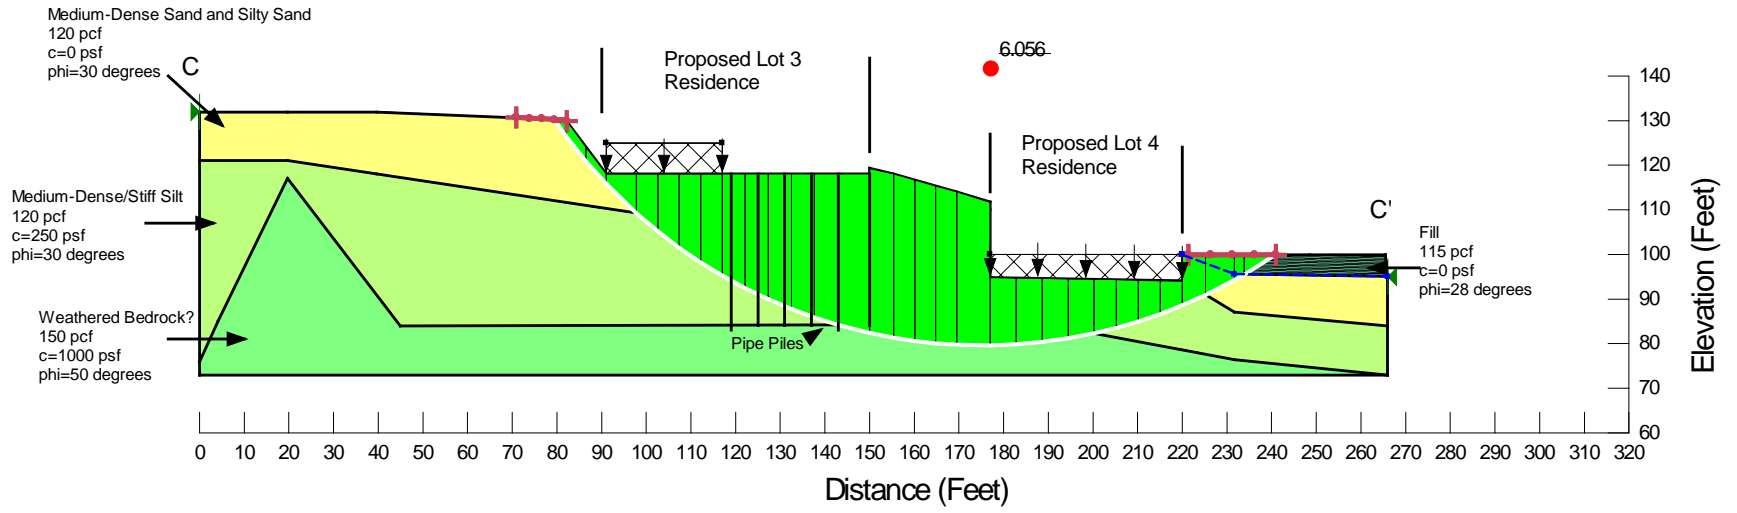 Medium-Dense Sand and Silty Sand
120 pcf
c=0 psf
phi=30 degrees
C
Proposed Lot 3
Residence
6.056
Proposed Lot 4
Residence
C'
Medium-Dense/Stiff Silt
120 pcf
c=250 psf
phi=30 degrees
Fill
115 pcf
c=0 psf
phi=28 degrees
Weathered Bedrock?
150 pcf
c=1000 psf
phi=50 degrees
Pipe Piles
140
130
120
110
100
90
80
70
60
Elevation (Feet)
0 10 20 30 40 50 60 70 80 90 100 110 120 130 140 150 160 170 180 190 200 210 220 230 240 250 260 270 280 290 300 310 320
Distance (Feet)